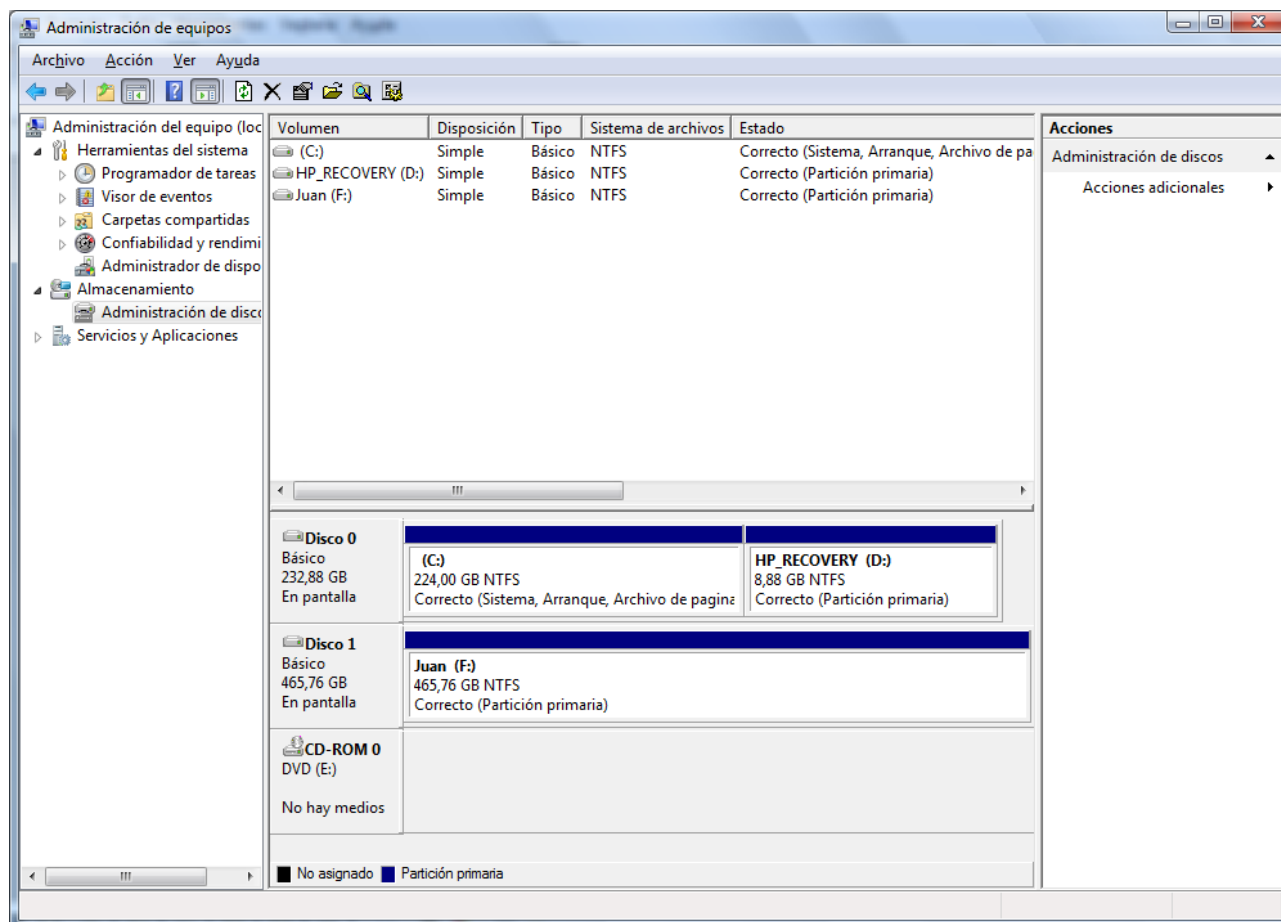 Administración de equipos
Archivo Acción Ver Ayuda
Administración del equipo (loc
Herramientas del sistema
Programador de tareas
Visor de eventos
Carpetas compartidas
Confiabilidad y rendimi
Administrador de dispo
Almacenamiento
Administración de disco
Servicios y Aplicaciones
Volumen Disposición Tipo Sistema de archivos Estado
(C:) Simple Básico NTFS Correcto (Sistema, Arranque, Archivo de pa
HP_RECOVERY (D:) Simple Básico NTFS Correcto (Partición primaria)
Juan (F:) Simple Básico NTFS Correcto (Partición primaria)
Disco 0
Básico
232,88 GB
En pantalla
(C:)
224,00 GB NTFS
Correcto (Sistema, Arranque, Archivo de pagina
HP_RECOVERY (D:)
8,88 GB NTFS
Correcto (Partición primaria)
Disco 1
Básico
465,76 GB
En pantalla
Juan (F:)
465,76 GB NTFS
Correcto (Partición primaria)
CD-ROM 0
DVD (E:)
No hay medios
No asignado Partición primaria
Acciones
Administración de discos
Acciones adicionales